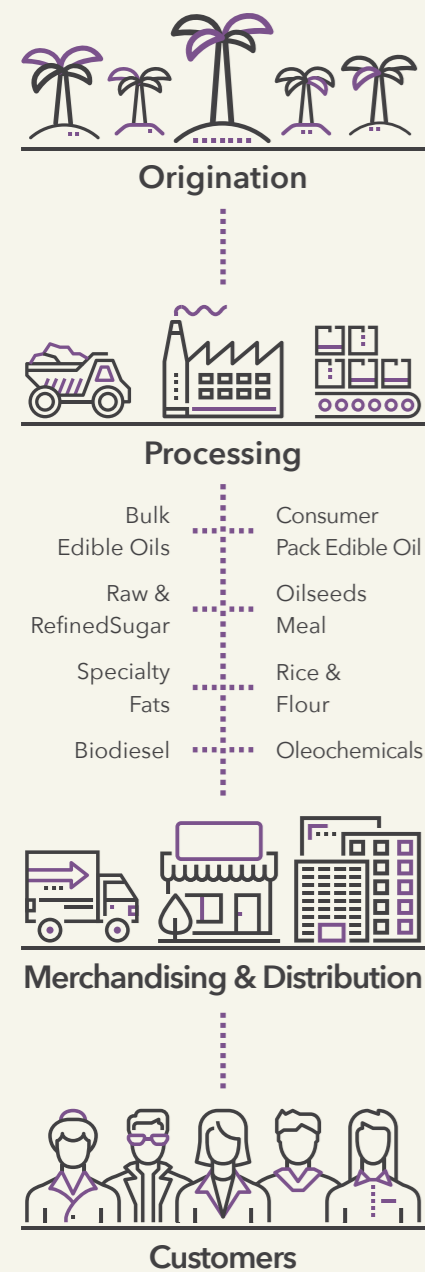 Origination
Processing
Bulk
Edible Oils
Consumer
Pack Edible Oil
Raw &
RefinedSugar
Oilseeds
Meal
Specialty
Fats
Rice &
Flour
Biodiesel
Oleochemicals
Merchandising & Distribution
Customers